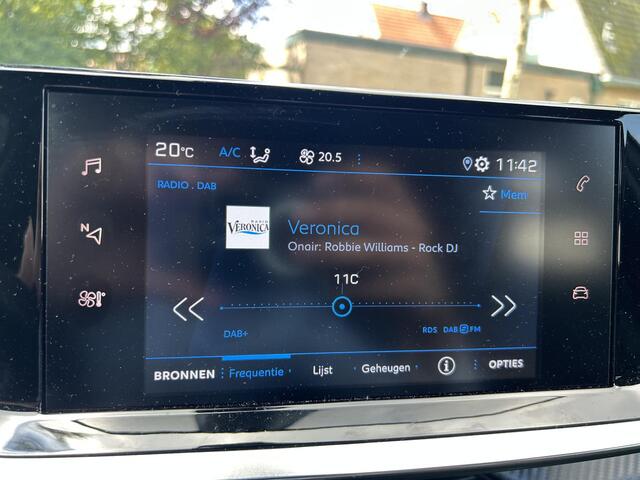 20°C A/C 20.5 11:42
RADIO . DAB
Mem
N
RADIO
VERONICA
Veronica
Onair: Robbie Williams - Rock DJ
11C
DAB+ RDS DAB FM
BRONNEN Frequentie Lijst Geheugen i OPTIES